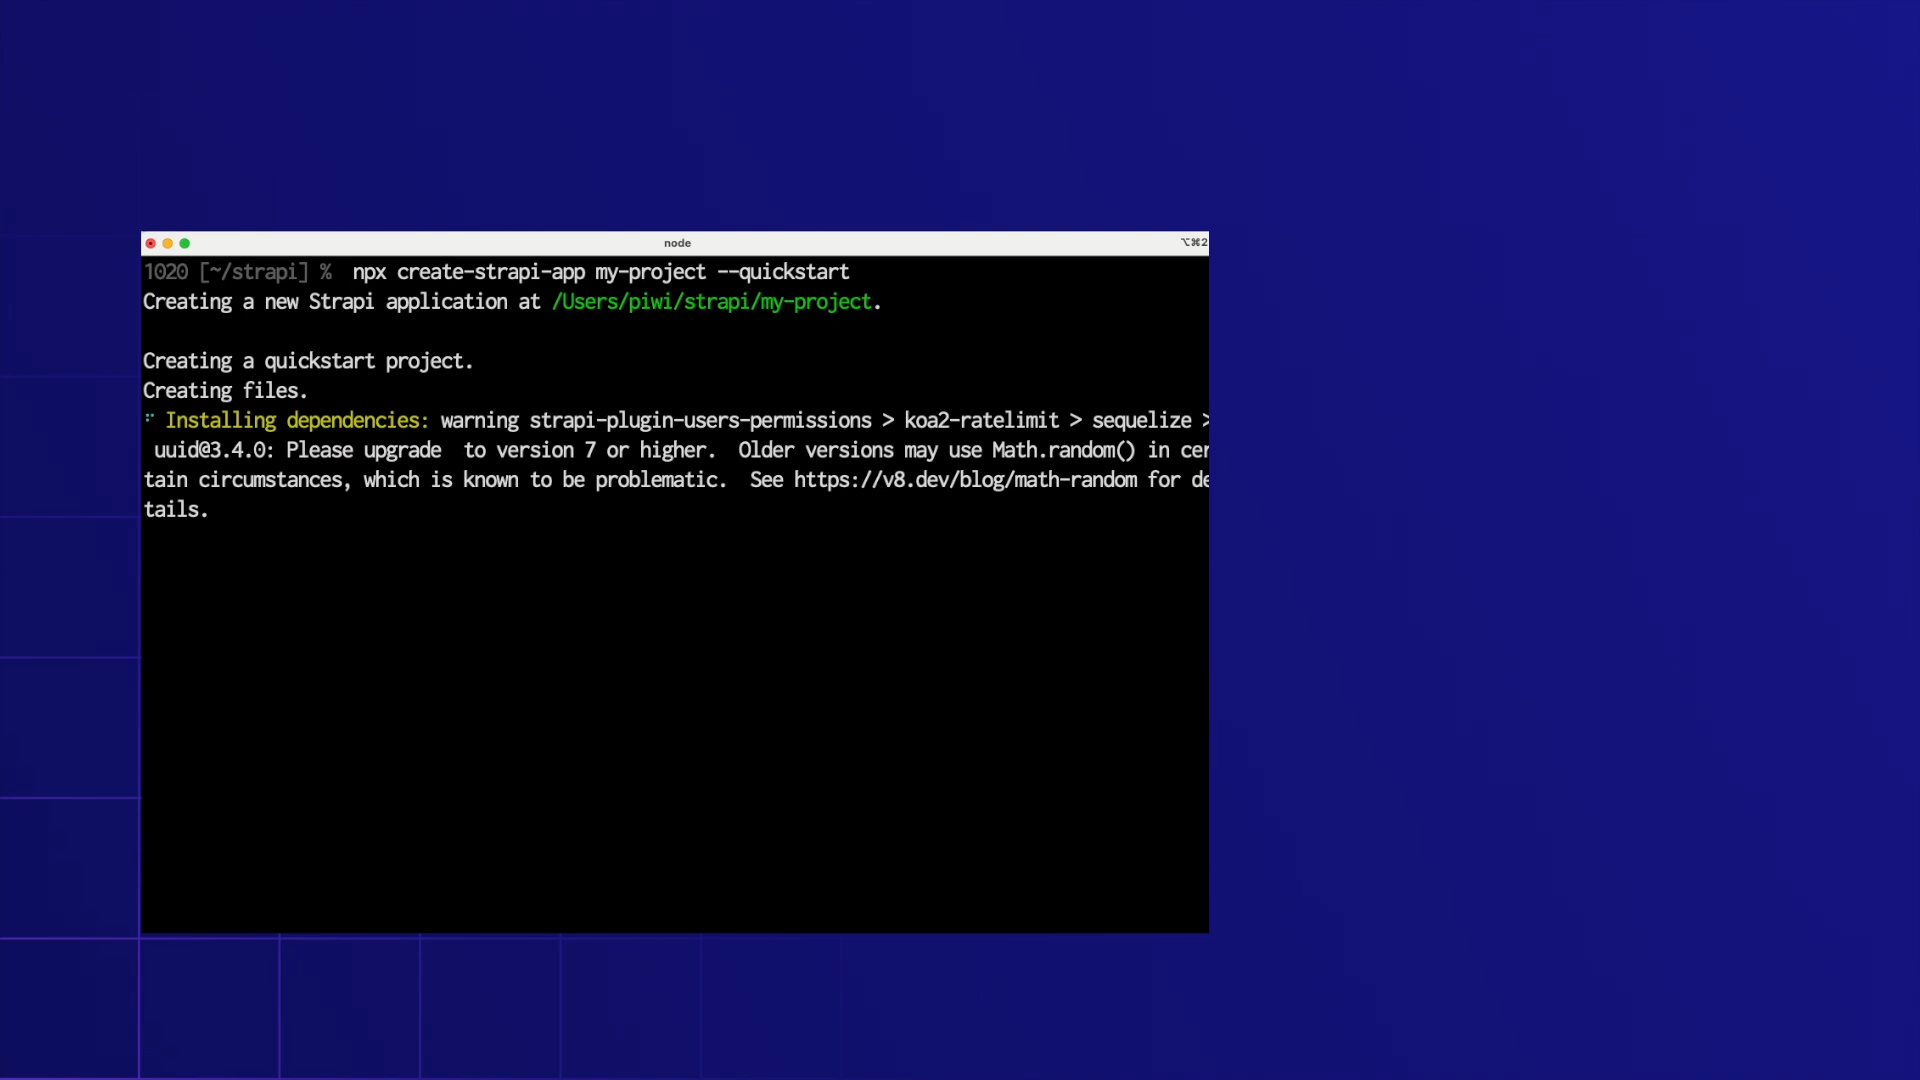 node
⌥⌘2
1020 [~/strapi] % npx create-strapi-app my-project --quickstart
Creating a new Strapi application at /Users/piwi/strapi/my-project.
Creating a quickstart project.
Creating files.
⠋ Installing dependencies: warning strapi-plugin-users-permissions > koa2-ratelimit > sequelize >
uuid@3.4.0: Please upgrade  to version 7 or higher.  Older versions may use Math.random() in cer
tain circumstances, which is known to be problematic.  See https://v8.dev/blog/math-random for de
tails.